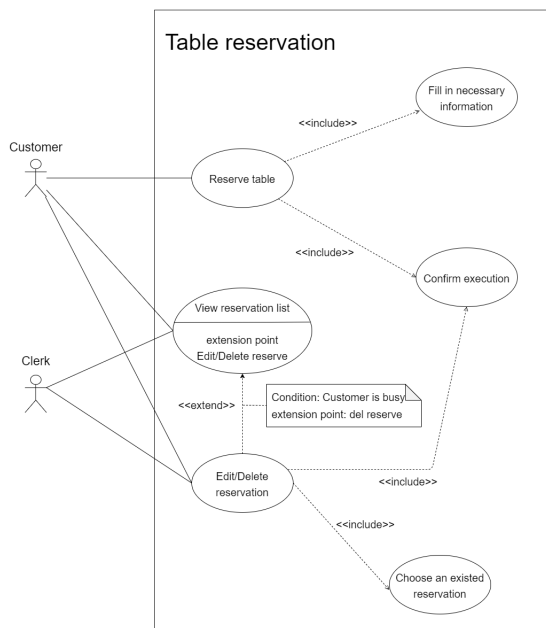 Table reservation
Fill in necessary
information
<<include>>
Customer
Reserve table
<<include>>
Confirm execution
View reservation list
extension point
Edit/Delete reserve
Clerk
<<extend>>
Condition: Customer is busy
extension point: del reserve
Edit/Delete
reservation
<<include>>
<<include>>
Choose an existed
reservation